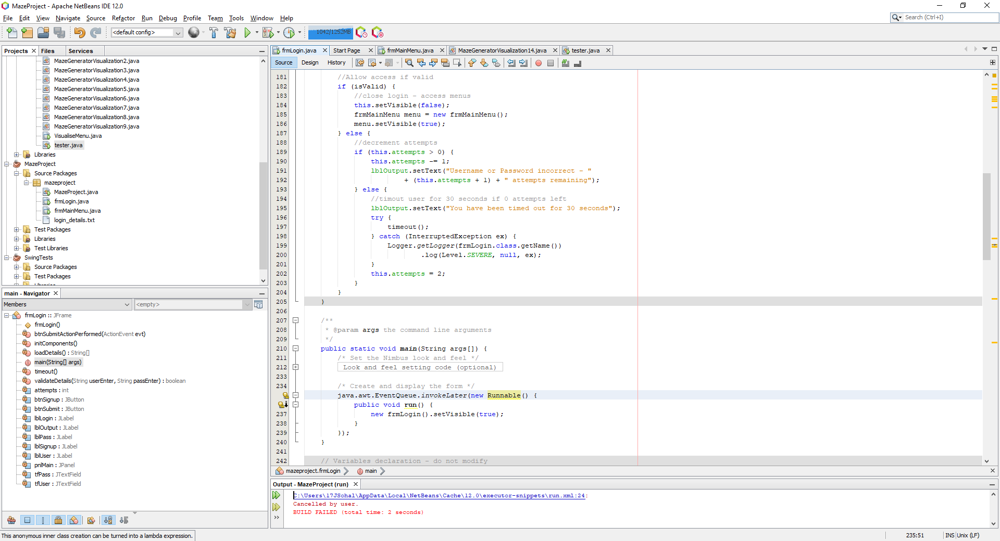 MazeProject - Apache NetBeans IDE 12.0
File Edit View Navigate Source Refactor Run Debug Profile Team Tools Window Help
Search (Ctrl+I)
<default config>
1042/1252MB
Projects Files Services
MazeGeneratorVisualization2.java
MazeGeneratorVisualization3.java
MazeGeneratorVisualization4.java
MazeGeneratorVisualization5.java
MazeGeneratorVisualization6.java
MazeGeneratorVisualization7.java
MazeGeneratorVisualization8.java
MazeGeneratorVisualization9.java
VisualiseMenu.java
tester.java
Libraries
MazeProject
Source Packages
mazeproject
MazeProject.java
frmLogin.java
frmMainMenu.java
login_details.txt
Test Packages
Libraries
Test Libraries
SwingTests
Source Packages
Test Packages
Libraries
main - Navigator
Members
<empty>
frmLogin :: JFrame
frmLogin()
btnSubmitActionPerformed(ActionEvent evt)
initComponents()
loadDetails() : String[]
main(String[] args)
timeout()
validateDetails(String userEnter, String passEnter) : boolean
attempts : int
btnSignup : JButton
btnSubmit : JButton
lblLogin : JLabel
lblOutput : JLabel
lblPass : JLabel
lblSignup : JLabel
lblUser : JLabel
pnlMain : JPanel
tfPass : JTextField
tfUser : JTextField
frmLogin.java Start Page frmMainMenu.java MazeGeneratorVisualization14.java tester.java
Source Design History
181 //Allow access if valid
182 if (isValid) {
183 //close login - access menus
184 this.setVisible(false);
185 frmMainMenu menu = new frmMainMenu();
186 menu.setVisible(true);
187 } else {
188 //decrement attempts
189 if (this.attempts > 0) {
190 this.attempts -= 1;
191 lblOutput.setText("Username or Password incorrect - "
192 + (this.attempts + 1) + " attempts remaining");
193 } else {
194 //timout user for 30 seconds if 0 attempts left
195 lblOutput.setText("You have been timed out for 30 seconds");
196 try {
197 timeout();
198 } catch (InterruptedException ex) {
199 Logger.getLogger(frmLogin.class.getName())
200 .log(Level.SEVERE, null, ex);
201 }
202 this.attempts = 2;
203 }
204 }
205 }
206
207 /**
208 * @param args the command line arguments
209 */
210 public static void main(String args[]) {
211 /* Set the Nimbus look and feel */
212 Look and feel setting code (optional)
233
234 /* Create and display the form */
java.awt.EventQueue.invokeLater(new Runnable() {
public void run() {
237 new frmLogin().setVisible(true);
238 }
239 });
240 }
241
242 // Variables declaration - do not modify
mazeproject.frmLogin main
Output - MazeProject (run)
C:\Users\17JSohal\AppData\Local\NetBeans\Cache\12.0\executor-snippets\run.xml:24:
Cancelled by user.
BUILD FAILED (total time: 2 seconds)
This anonymous inner class creation can be turned into a lambda expression.
235:51 INS Unix (LF)